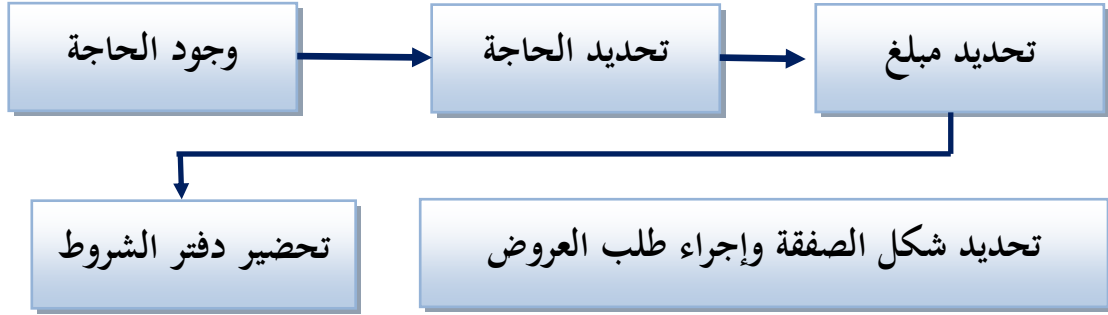 وجود الحاجة
تحديد الحاجة
تحديد مبلغ
تحضير دفتر الشروط
تحديد شكل الصفقة وإجراء طلب العروض